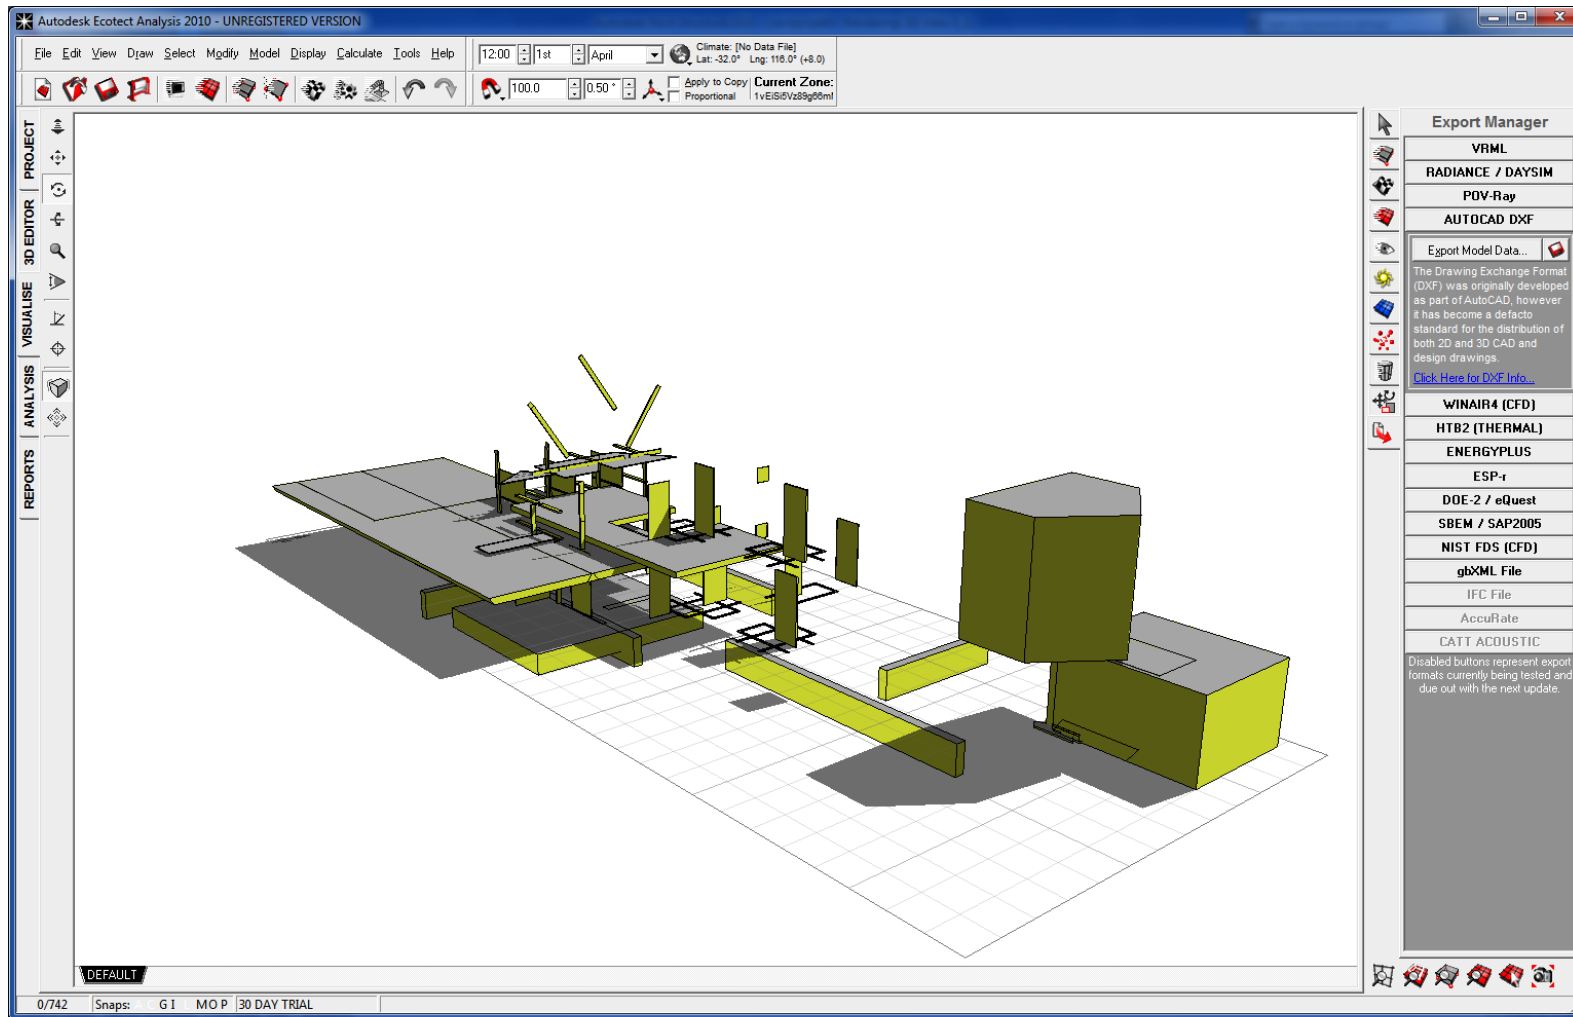 Autodesk Ecotect Analysis 2010 - UNREGISTERED VERSION
File Edit View Draw Select Modify Model Display Calculate Tools Help
12:00 1st April
Climate: [No Data File]
Lat: -32.0° Lng: 116.0° (+8.0)
100.0 0.50 °
Apply to Copy
Proportional
Current Zone:
PROJECT
3D EDITOR
VISUALISE
ANALYSIS
REPORTS
Export Manager
VRML
RADIANCE / DAYSIM
POV-Ray
AUTOCAD DXF
Export Model Data...
The Drawing Exchange Format
(DXF) was originally developed
as part of AutoCAD, however
it has become a defacto
standard for the distribution of
both 2D and 3D CAD and
design drawings.
Click Here for DXF Info...
WINAIR4 (CFD)
HTB2 (THERMAL)
ENERGYPLUS
ESP-r
DOE-2 / eQuest
SBEM / SAP2005
NIST FDS (CFD)
gbXML File
IFC File
AccuRate
CATT ACOUSTIC
Disabled buttons represent export
formats currently being tested and
due out with the next update.
DEFAULT
0/742 Snaps: G I M O P 30 DAY TRIAL